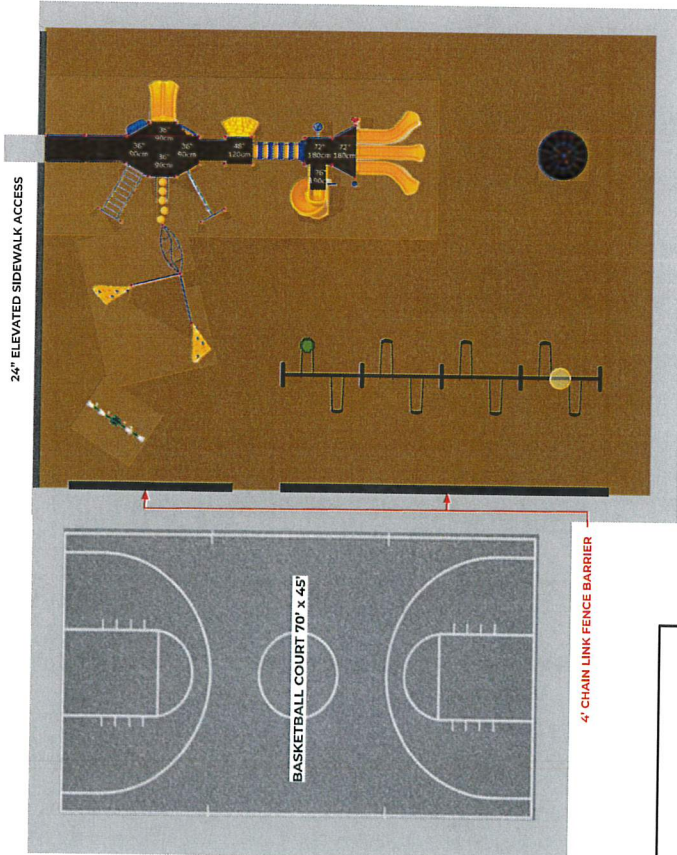 24" ELEVATED SIDEWALK ACCESS
36"
90cm
36"
90cm
36"
90cm
36"
90cm
48"
120cm
72"
180cm
72"
180cm
76"
BASKETBALL COURT 70' x 45'
4' CHAIN LINK FENCE BARRIER